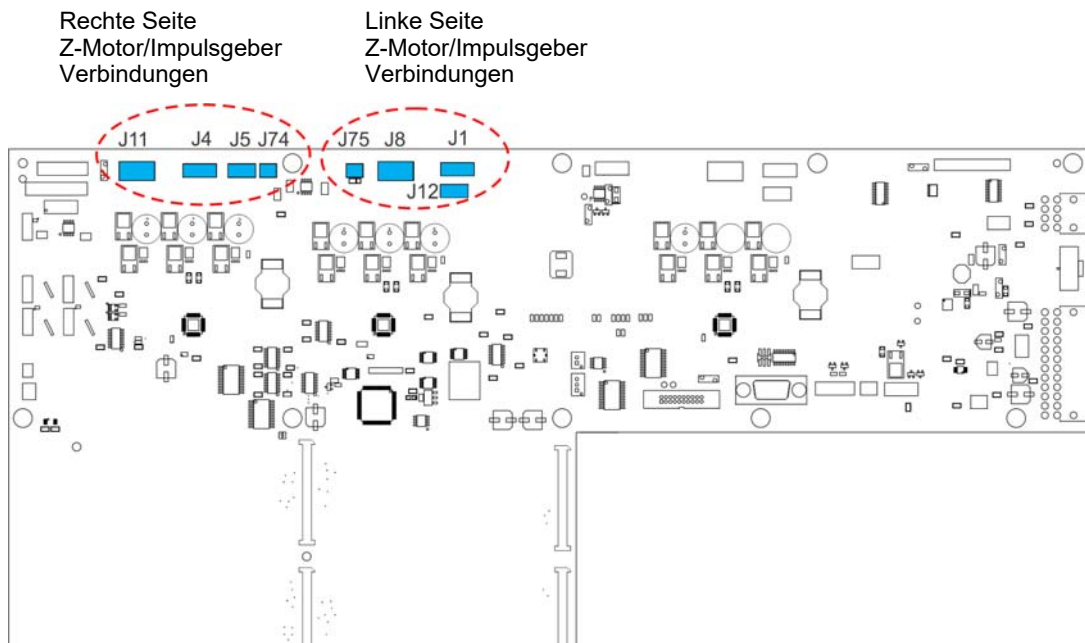 Rechte Seite
Z-Motor/Impulsgeber
Verbindungen
Linke Seite
Z-Motor/Impulsgeber
Verbindungen
J11 J4 J5 J74 J75 J8 J1
J12